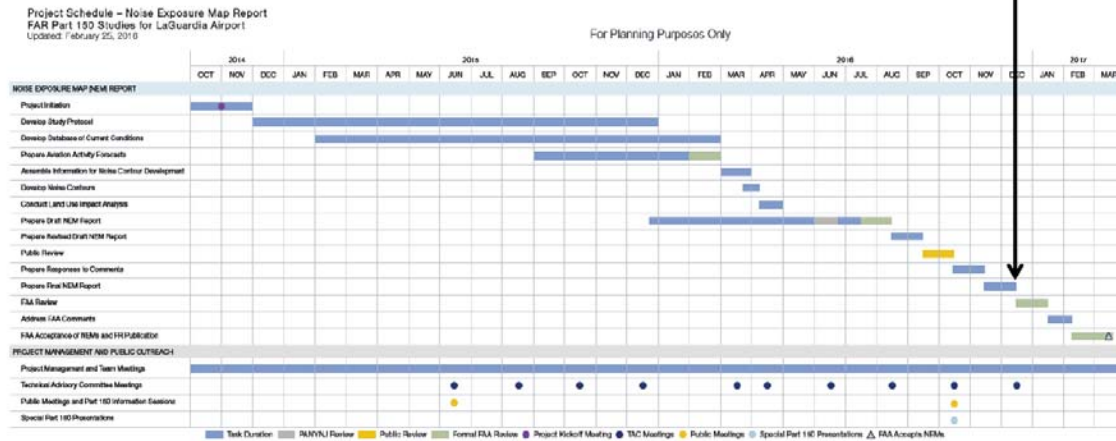 Project Schedule – Noise Exposure Map Report
FAR Part 150 Studies for LaGuardia Airport
Updated: February 25, 2016
For Planning Purposes Only
2014 2015 2016 2017
OCT NOV DEC JAN FEB MAR APR MAY JUN JUL AUG SEP OCT NOV DEC JAN FEB MAR APR MAY JUN JUL AUG SEP OCT NOV DEC JAN FEB MAR
NOISE EXPOSURE MAP (NEM) REPORT
Project Initiation
Develop Study Protocol
Develop Database of Current Conditions
Prepare Aviation Activity Forecasts
Assemble Information for Noise Contour Development
Develop Noise Contours
Conduct Land Use Impact Analysis
Prepare Draft NEM Report
Prepare Revised Draft NEM Report
Public Review
Prepare Responses to Comments
Prepare Final NEM Report
FAA Review
Address FAA Comments
FAA Acceptance of NEMs and FR Publication
PROJECT MANAGEMENT AND PUBLIC OUTREACH
Project Management and Team Meetings
Technical Advisory Committee Meetings
Public Meetings and Part 150 Information Sessions
Special Part 150 Presentations
Task Duration PANYNJ Review Public Review Formal FAA Review Project Kickoff Meeting TAC Meetings Public Meetings Special Part 150 Presentations FAA Accepts NEMs